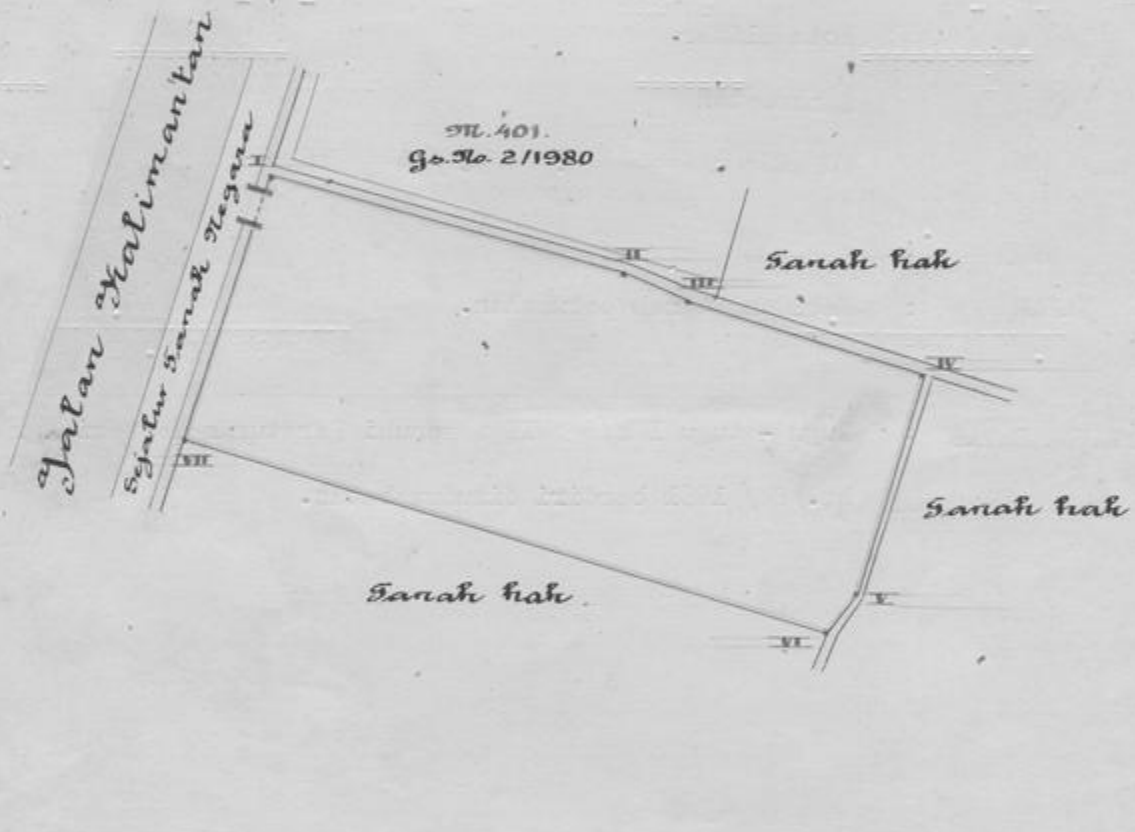 Jalan Kalimantan
Sejalur Tanah Negara
M. 401.
Gs. No. 2/1980
I
II
III
Tanah hak
IV
Tanah hak
V
VI
VII
Tanah hak